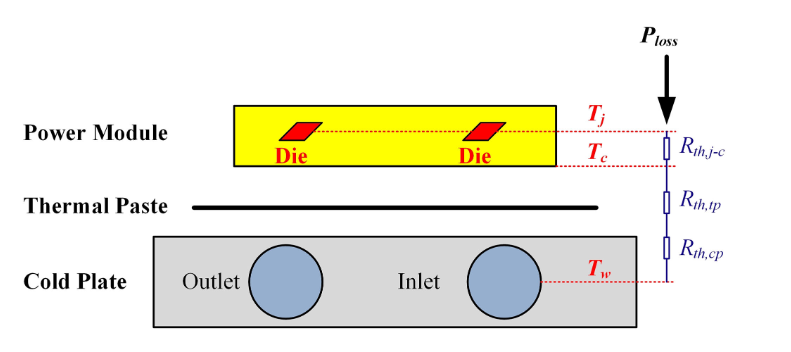 P_loss
Power Module
Die
Die
T_j
T_c
R_th,j-c
Thermal Paste
R_th,tp
R_th,cp
Cold Plate
Outlet
Inlet
T_w